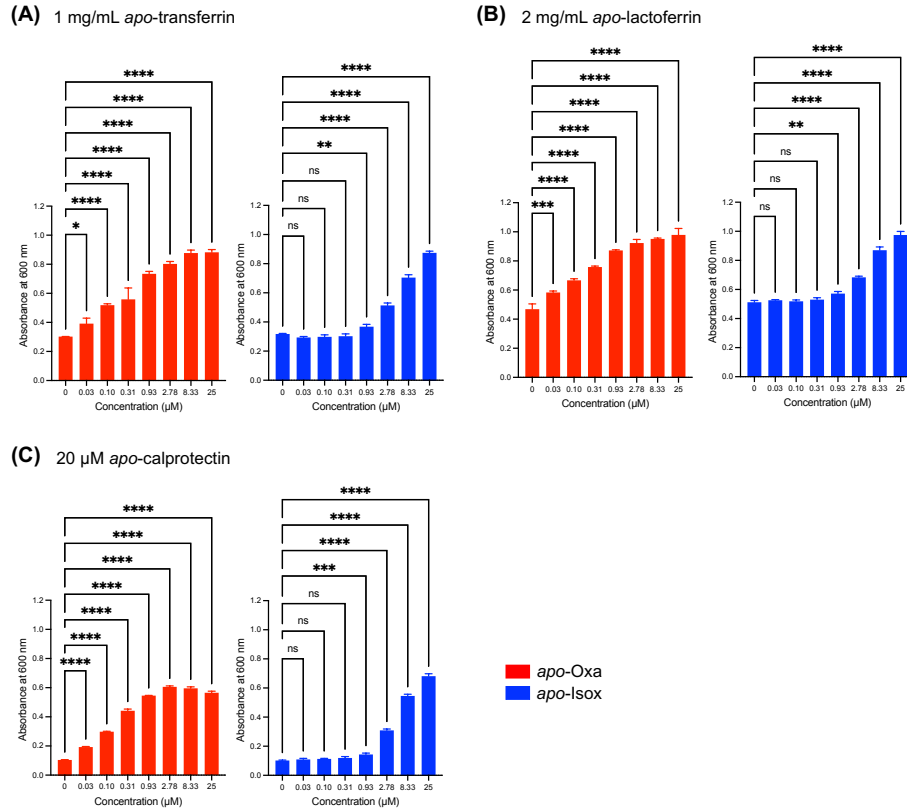 (A) 1 mg/mL apo-transferrin
****
****
****
****
****
****
*
1.2
1.0
0.8
0.6
0.4
0.2
0.0
Absorbance at 600 nm
0 0.03 0.10 0.31 0.93 2.78 8.33 25
Concentration (µM)
****
****
****
**
ns
ns
ns
1.2
1.0
0.8
0.6
0.4
0.2
0.0
Absorbance at 600 nm
0 0.03 0.10 0.31 0.93 2.78 8.33 25
Concentration (µM)
(B) 2 mg/mL apo-lactoferrin
****
****
****
****
****
****
***
1.2
1.0
0.8
0.6
0.4
0.2
0.0
Absorbance at 600 nm
0 0.03 0.10 0.31 0.93 2.78 8.33 25
Concentration (µM)
****
****
****
**
ns
ns
ns
1.2
1.0
0.8
0.6
0.4
0.2
0.0
Absorbance at 600 nm
0 0.03 0.10 0.31 0.93 2.78 8.33 25
Concentration (µM)
(C) 20 µM apo-calprotectin
****
****
****
****
****
****
****
1.2
1.0
0.8
0.6
0.4
0.2
0.0
Absorbance at 600 nm
0 0.03 0.10 0.31 0.93 2.78 8.33 25
Concentration (µM)
****
****
****
***
ns
ns
ns
1.2
1.0
0.8
0.6
0.4
0.2
0.0
Absorbance at 600 nm
0 0.03 0.10 0.31 0.93 2.78 8.33 25
Concentration (µM)
apo-Oxa
apo-Isox